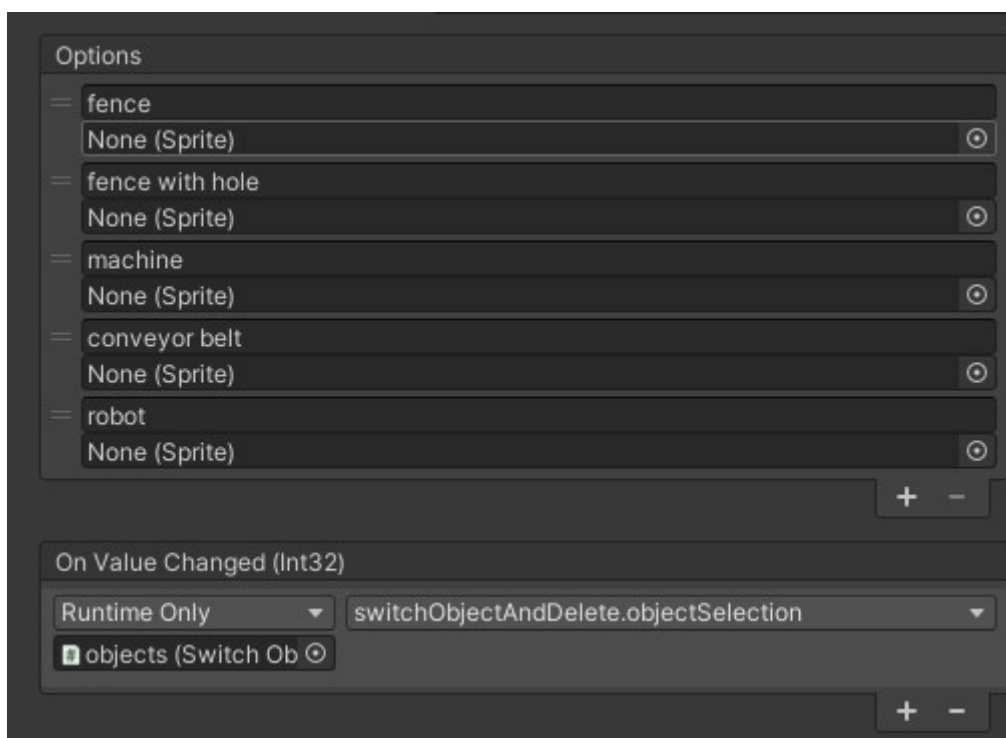 Options
fence
None (Sprite)
fence with hole
None (Sprite)
machine
None (Sprite)
conveyor belt
None (Sprite)
robot
None (Sprite)
+ −
On Value Changed (Int32)
Runtime Only switchObjectAndDelete.objectSelection
# objects (Switch Ob
+ −